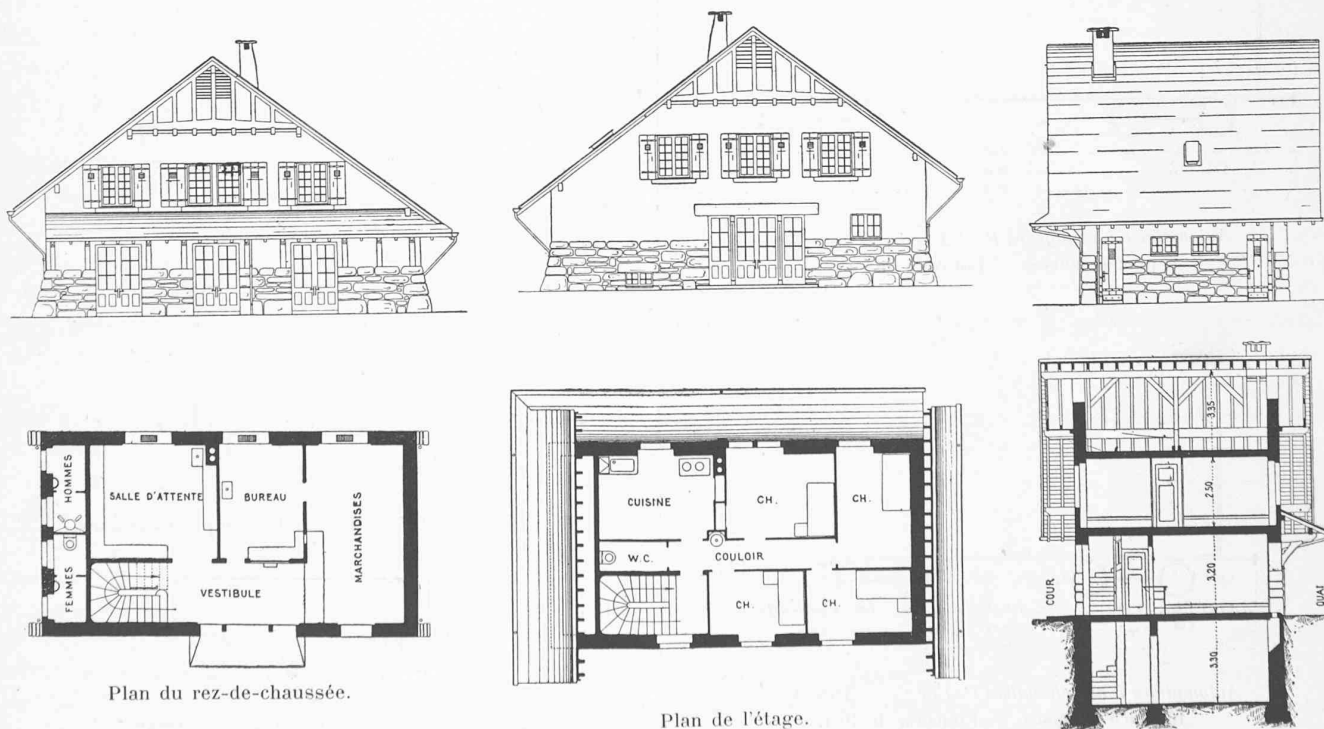 HOMMES
FEMMES
SALLE D'ATTENTE
BUREAU
MARCHANDISES
VESTIBULE
Plan du rez-de-chaussée.
CUISINE
CH.
CH.
W.C.
COULOIR
CH.
CH.
Plan de l'étage.
3.35
2.50
3.20
3.30
COUR
QUAI